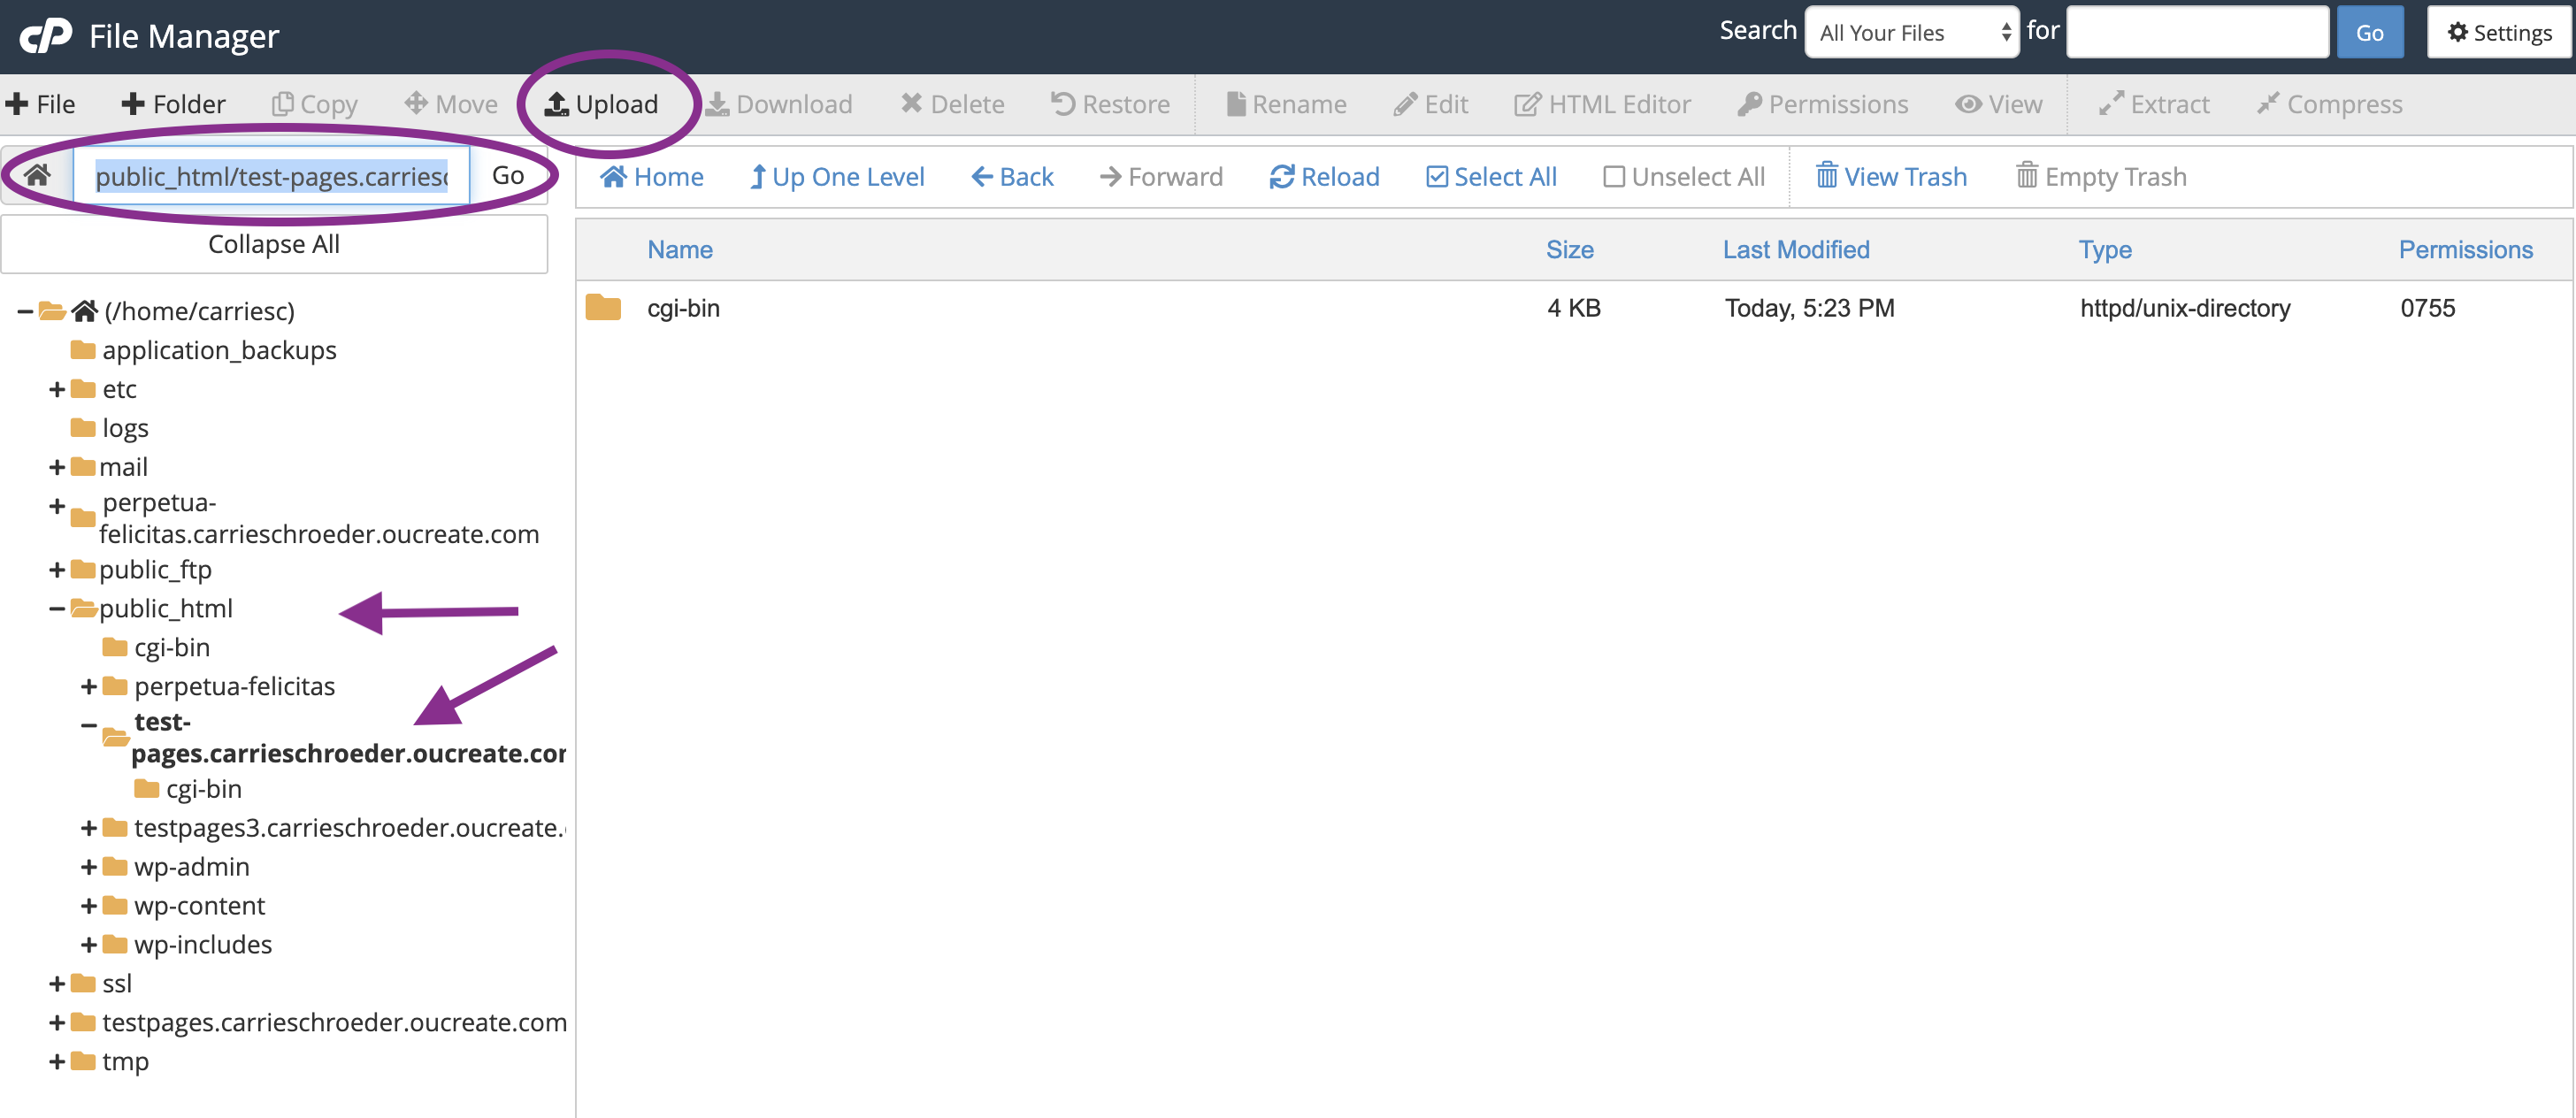 cP File Manager Search All Your Files for Go Settings
File Folder Copy Move Upload Download Delete Restore Rename Edit HTML Editor Permissions View Extract Compress
public_html/test-pages.carriesc Go Home Up One Level Back Forward Reload Select All Unselect All View Trash Empty Trash
Collapse All
Name Size Last Modified Type Permissions
cgi-bin 4 KB Today, 5:23 PM httpd/unix-directory 0755
(/home/carriesc)
application_backups
etc
logs
mail
perpetua-
felicitas.carrieschroeder.oucreate.com
public_ftp
public_html
cgi-bin
perpetua-felicitas
test-
pages.carrieschroeder.oucreate.com
cgi-bin
testpages3.carrieschroeder.oucreate.
wp-admin
wp-content
wp-includes
ssl
testpages.carrieschroeder.oucreate.com
tmp